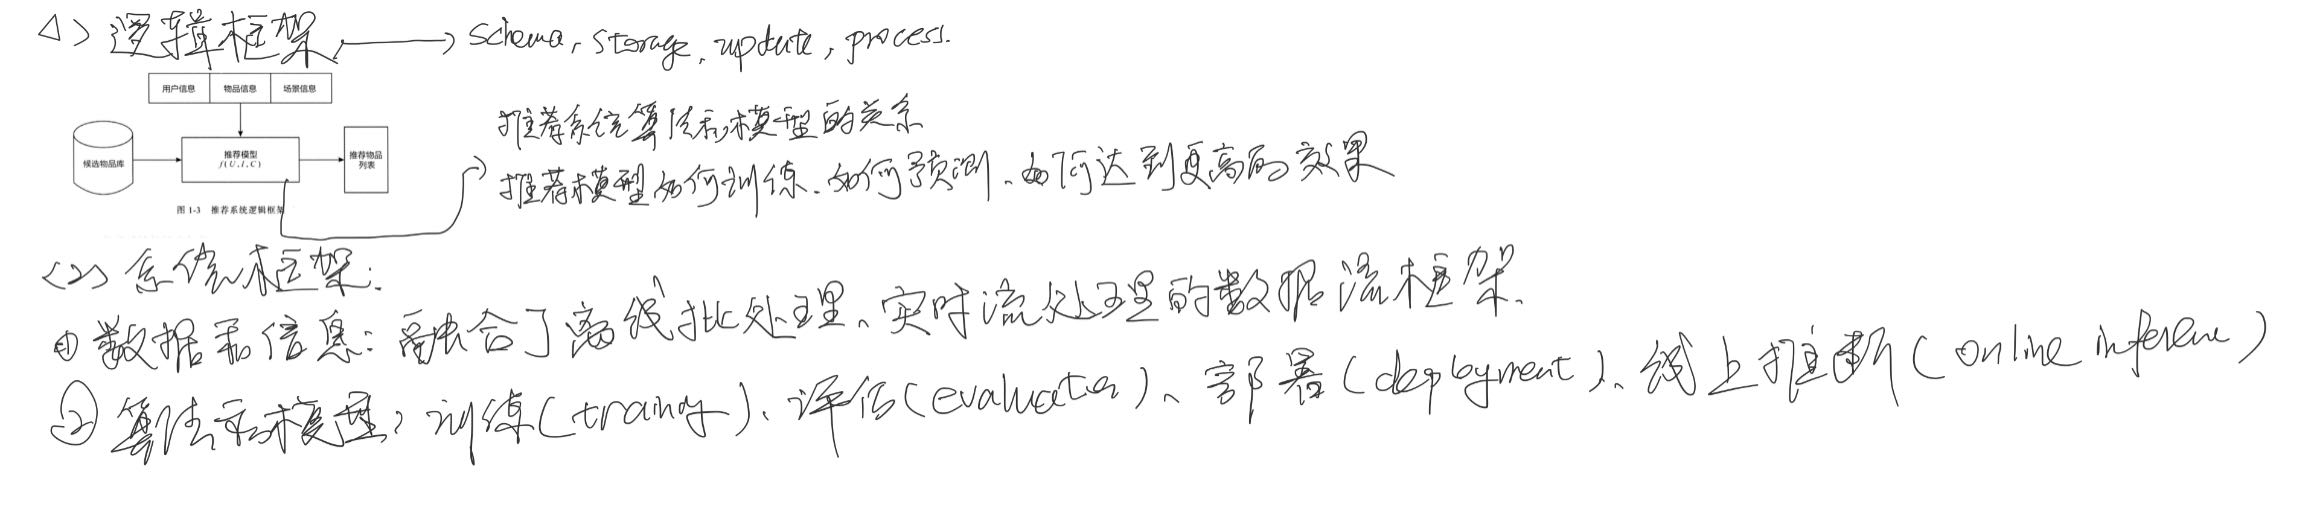 <1> 逻辑框架. → schema, storage, update, process.
用户信息 物品信息 场景信息
候选物品库
推荐模型
f(U,I,C)
推荐物品
列表
图 1-3 推荐系统逻辑框架
推荐系统算法和模型的关系
推荐模型如何训练、如何预测、如何达到更高的效果
<2> 系统框架:
① 数据和信息: 融合了离线批处理、实时流处理的数据流框架.
② 算法和模型: 训练(training)、评估(evaluation)、部署(deployment)、线上推断(online inference)